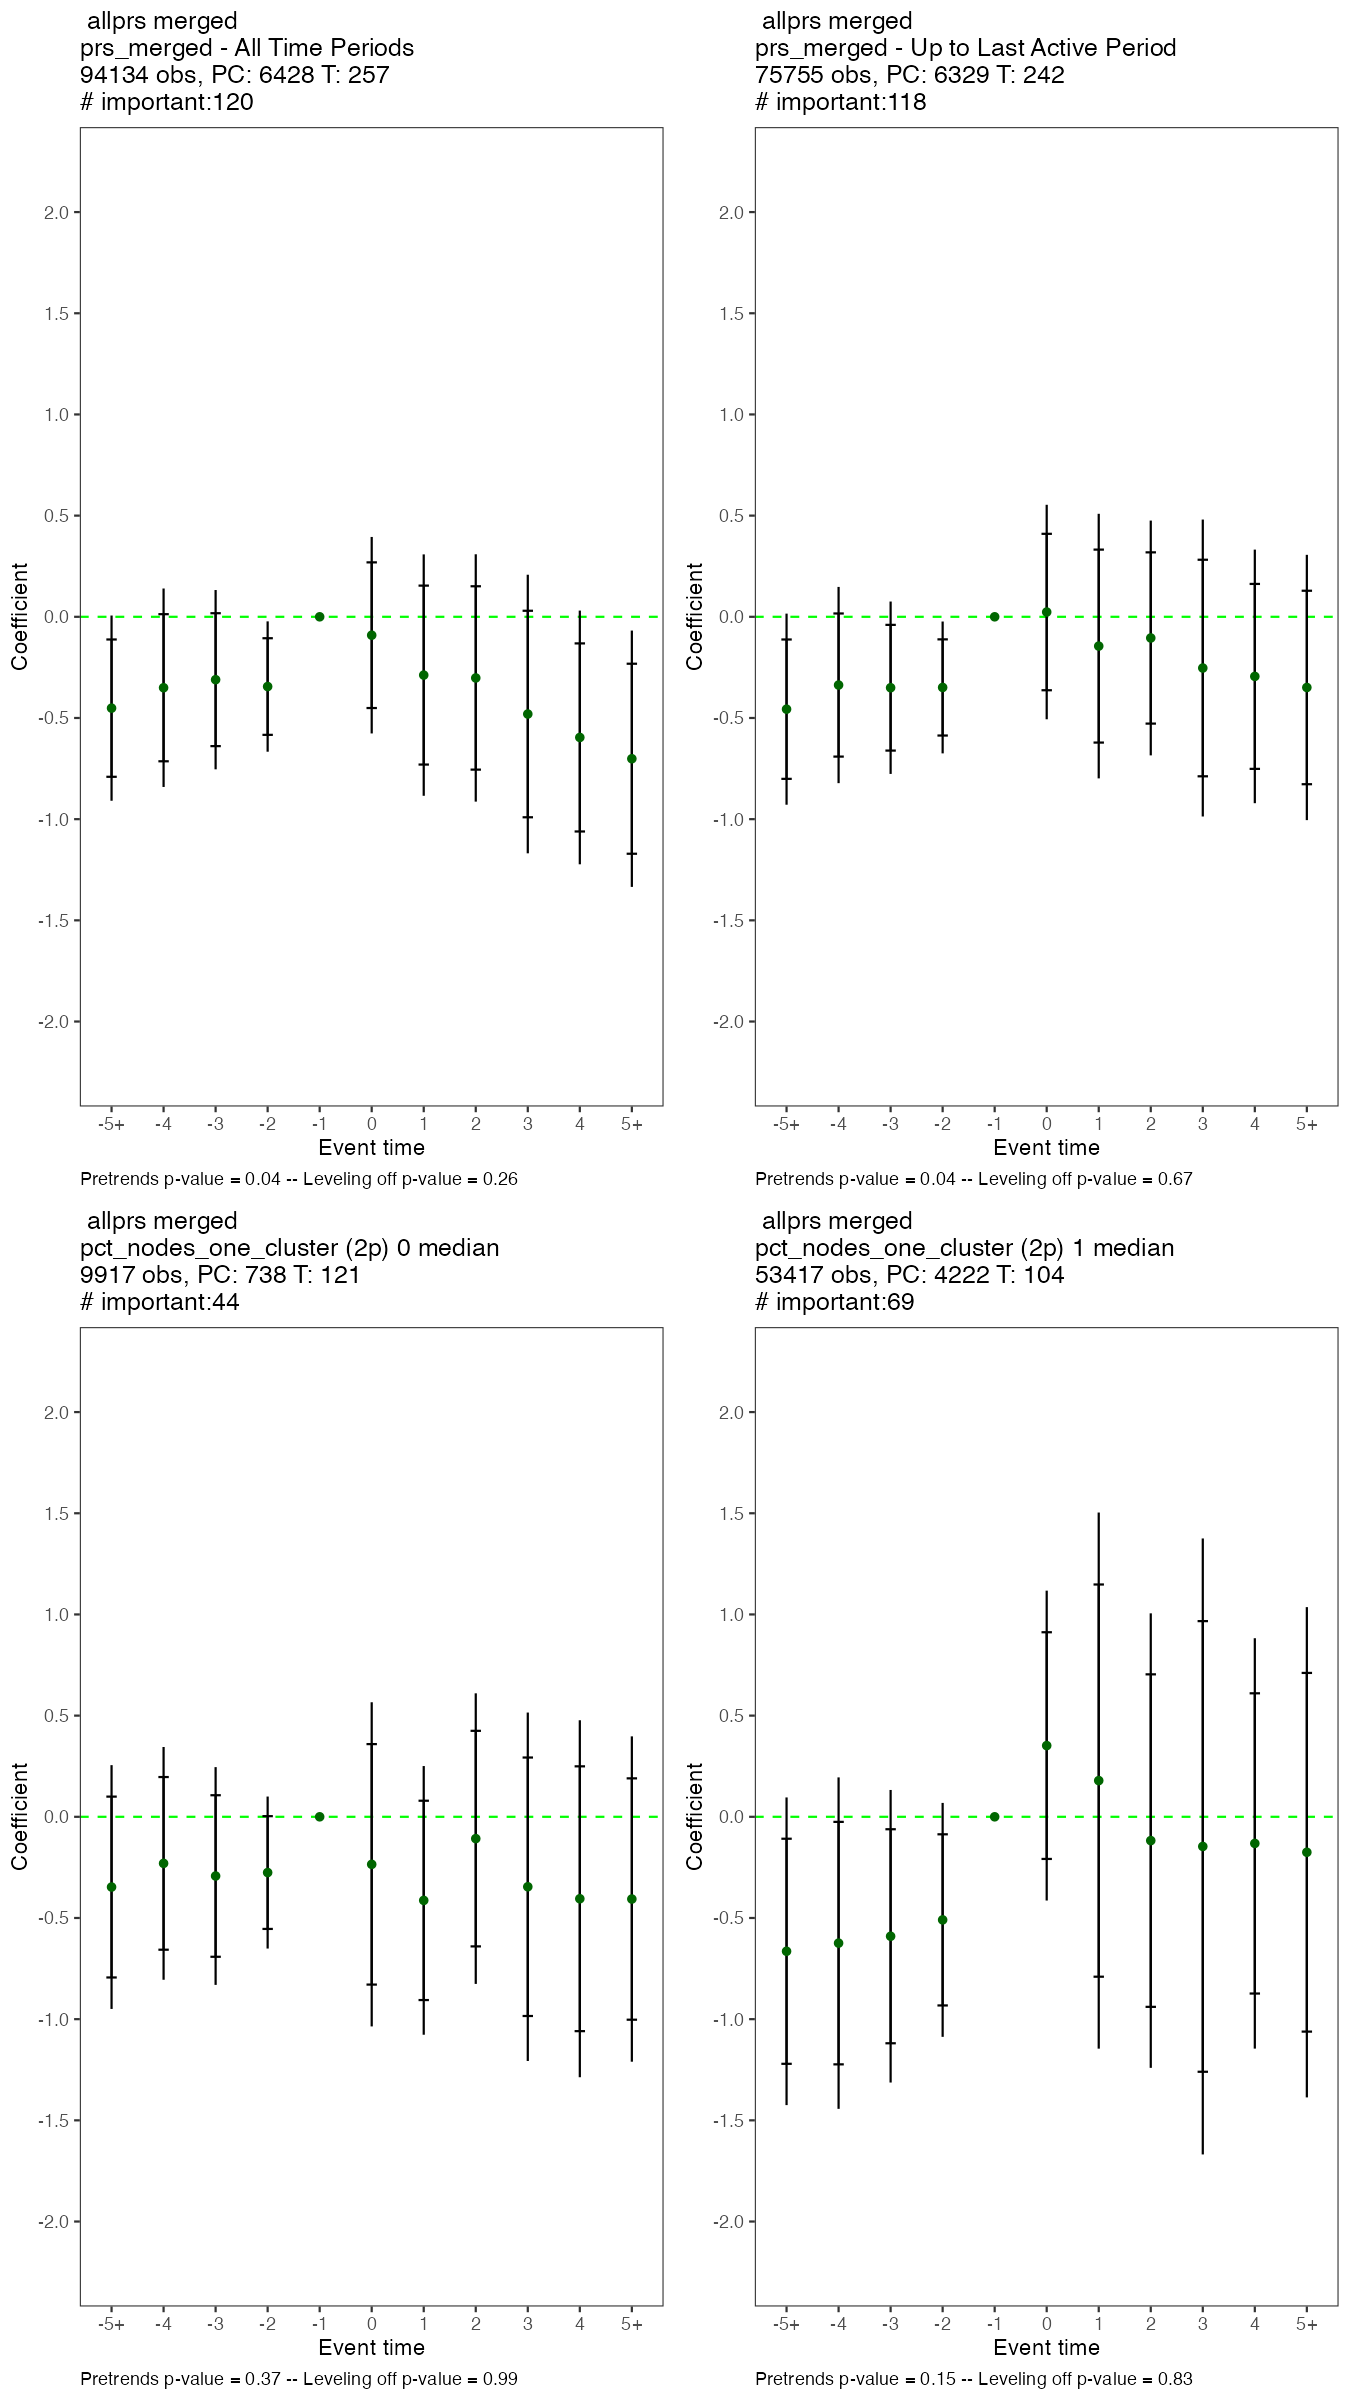 allprs merged
prs_merged - All Time Periods
94134 obs, PC: 6428 T: 257
# important:120
2.0
1.5
1.0
0.5
0.0
-0.5
-1.0
-1.5
-2.0
Coefficient
-5+ -4 -3 -2 -1 0 1 2 3 4 5+
Event time
Pretrends p-value = 0.04 -- Leveling off p-value = 0.26
allprs merged
prs_merged - Up to Last Active Period
75755 obs, PC: 6329 T: 242
# important:118
2.0
1.5
1.0
0.5
0.0
-0.5
-1.0
-1.5
-2.0
Coefficient
-5+ -4 -3 -2 -1 0 1 2 3 4 5+
Event time
Pretrends p-value = 0.04 -- Leveling off p-value = 0.67
allprs merged
pct_nodes_one_cluster (2p) 0 median
9917 obs, PC: 738 T: 121
# important:44
2.0
1.5
1.0
0.5
0.0
-0.5
-1.0
-1.5
-2.0
Coefficient
-5+ -4 -3 -2 -1 0 1 2 3 4 5+
Event time
Pretrends p-value = 0.37 -- Leveling off p-value = 0.99
allprs merged
pct_nodes_one_cluster (2p) 1 median
53417 obs, PC: 4222 T: 104
# important:69
2.0
1.5
1.0
0.5
0.0
-0.5
-1.0
-1.5
-2.0
Coefficient
-5+ -4 -3 -2 -1 0 1 2 3 4 5+
Event time
Pretrends p-value = 0.15 -- Leveling off p-value = 0.83